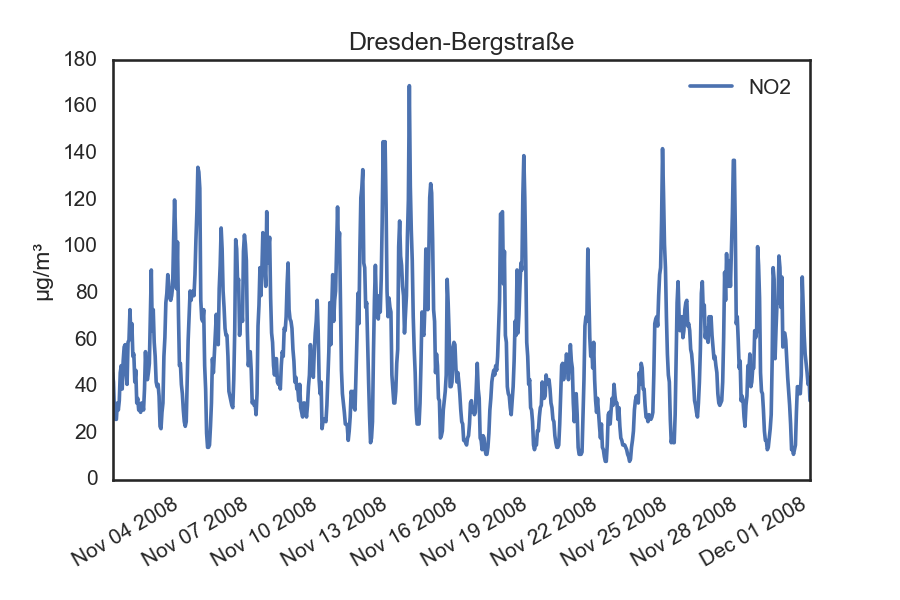 Dresden-Bergstraße
180
160
140
120
100
80
60
40
20
0
µg/m³
NO2
Nov 04 2008
Nov 07 2008
Nov 10 2008
Nov 13 2008
Nov 16 2008
Nov 19 2008
Nov 22 2008
Nov 25 2008
Nov 28 2008
Dec 01 2008